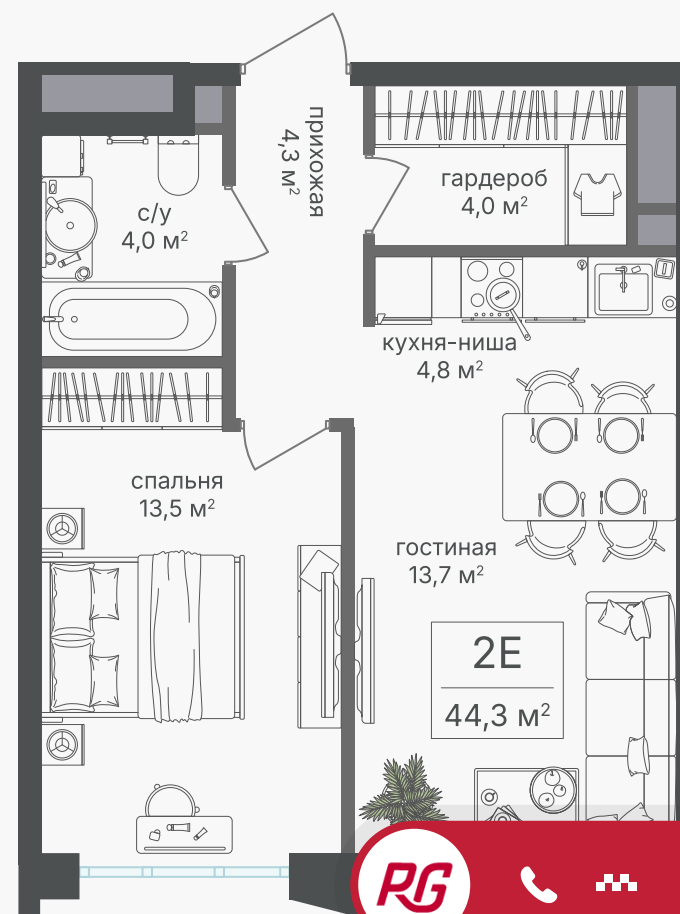 прихожая
4,3 м²
гардероб
4,0 м²
с/у
4,0 м²
кухня-ниша
4,8 м²
спальня
13,5 м²
гостиная
13,7 м²
2Е
44,3 м²
RG